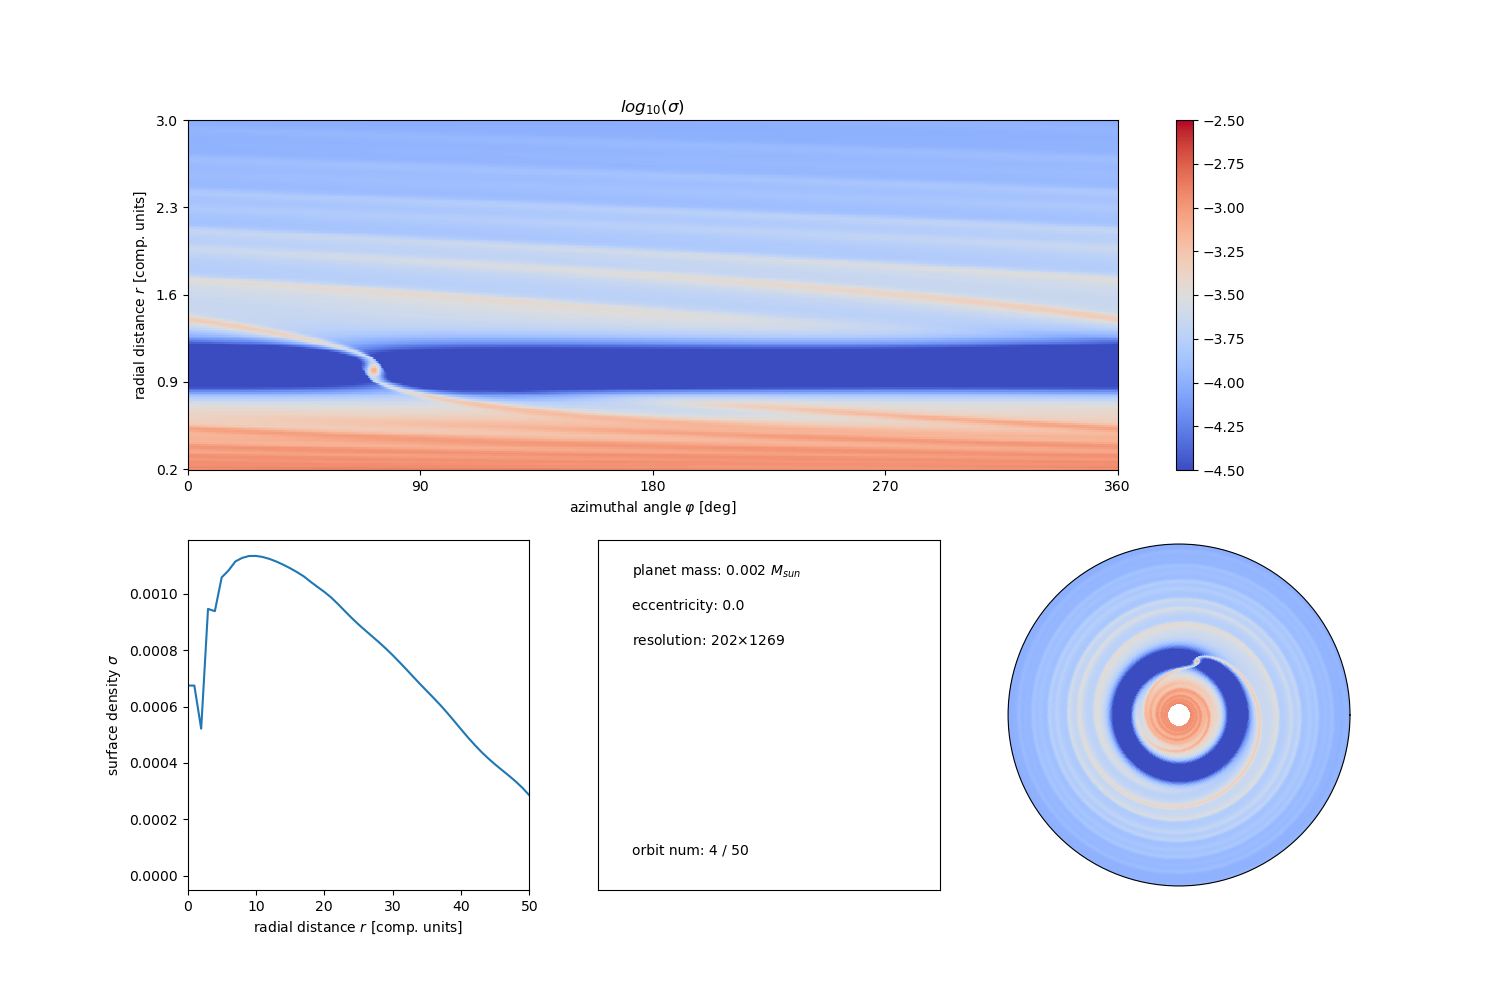 log₁₀(σ)
radial distance r [comp. units]
3.0
2.3
1.6
0.9
0.2
0 90 180 270 360
azimuthal angle φ [deg]
−2.50
−2.75
−3.00
−3.25
−3.50
−3.75
−4.00
−4.25
−4.50
surface density σ
0.0010
0.0008
0.0006
0.0004
0.0002
0.0000
0 10 20 30 40 50
radial distance r [comp. units]
planet mass: 0.002 M_sun
eccentricity: 0.0
resolution: 202×1269
orbit num: 4 / 50